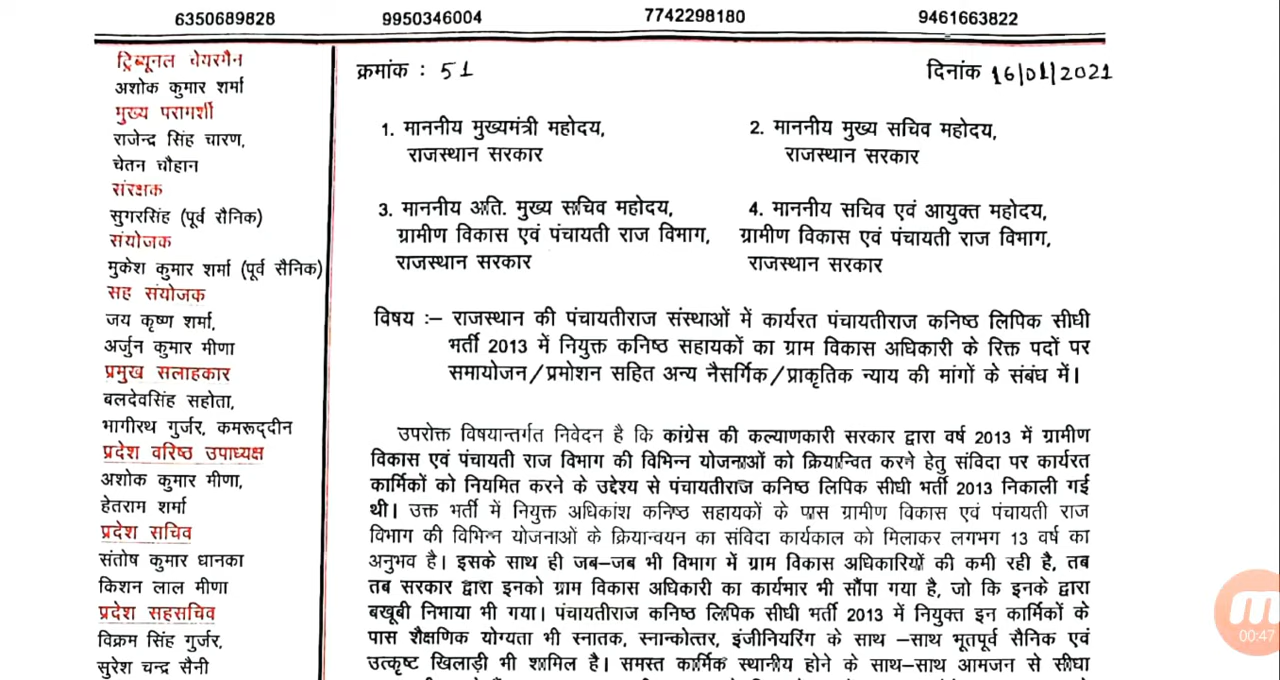 6350689828 9950346004 7742298180 9461663822
ट्रिब्यूनल चेयरमैन
अशोक कुमार शर्मा
मुख्य परामर्शी
राजेन्द्र सिंह चारण,
चेतन चौहान
संरक्षक
सुगरसिंह (पूर्व सैनिक)
संयोजक
मुकेश कुमार शर्मा (पूर्व सैनिक)
सह संयोजक
जय कृष्ण शर्मा,
अर्जुन कुमार मीणा
प्रमुख सलाहकार
बलदेवसिंह सहोता,
भागीरथ गुर्जर, कमरूद्दीन
प्रदेश वरिष्ठ उपाध्यक्ष
अशोक कुमार मीणा,
हेतराम शर्मा
प्रदेश सचिव
संतोष कुमार धानका
किशन लाल मीणा
प्रदेश सहसचिव
विक्रम सिंह गुर्जर,
सुरेश चन्द्र सैनी
क्रमांक : 51 दिनांक 16/01/2021
1. माननीय मुख्यमंत्री महोदय, 2. माननीय मुख्य सचिव महोदय,
राजस्थान सरकार राजस्थान सरकार
3. माननीय अति. मुख्य सचिव महोदय, 4. माननीय सचिव एवं आयुक्त महोदय,
ग्रामीण विकास एवं पंचायती राज विभाग, ग्रामीण विकास एवं पंचायती राज विभाग,
राजस्थान सरकार राजस्थान सरकार
विषय :– राजस्थान की पंचायतीराज संस्थाओं में कार्यरत पंचायतीराज कनिष्ठ लिपिक सीधी
भर्ती 2013 में नियुक्त कनिष्ठ सहायकों का ग्राम विकास अधिकारी के रिक्त पदों पर
समायोजन/प्रमोशन सहित अन्य नैसर्गिक/प्राकृतिक न्याय की मांगों के संबंध में।
उपरोक्त विषयान्तर्गत निवेदन है कि कांग्रेस की कल्याणकारी सरकार द्वारा वर्ष 2013 में ग्रामीण
विकास एवं पंचायती राज विभाग की विभिन्न योजनाओं को क्रियान्वित करने हेतु संविदा पर कार्यरत
कार्मिकों को नियमित करने के उद्देश्य से पंचायतीराज कनिष्ठ लिपिक सीधी भर्ती 2013 निकाली गई
थी। उक्त भर्ती में नियुक्त अधिकांश कनिष्ठ सहायकों के पास ग्रामीण विकास एवं पंचायती राज
विभाग की विभिन्न योजनाओं के क्रियान्वयन का संविदा कार्यकाल को मिलाकर लगभग 13 वर्ष का
अनुभव है। इसके साथ ही जब–जब भी विभाग में ग्राम विकास अधिकारियों की कमी रही है, तब
तब सरकार द्वारा इनको ग्राम विकास अधिकारी का कार्यभार भी सौंपा गया है, जो कि इनके द्वारा
बखूबी निमाया भी गया। पंचायतीराज कनिष्ठ लिपिक सीधी भर्ती 2013 में नियुक्त इन कार्मिकों के
पास शैक्षणिक योग्यता भी स्नातक, स्नान्कोत्तर, इंजीनियरिंग के साथ –साथ भूतपूर्व सैनिक एवं
उत्कृष्ट खिलाड़ी भी शामिल है। समस्त कार्मिक स्थानीय होने के साथ–साथ आमजन से सीघा
00:47